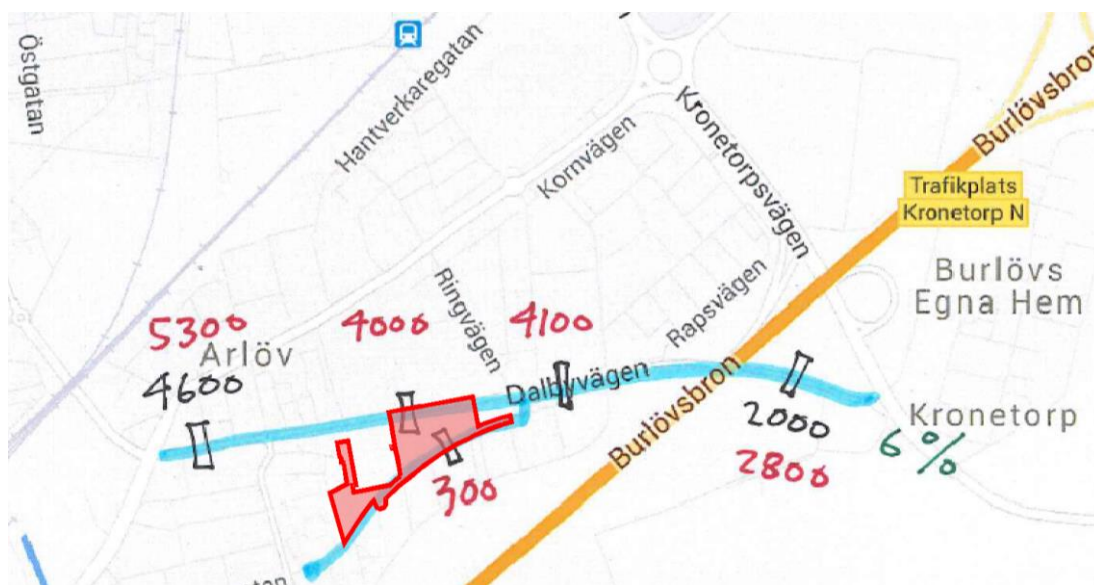 Östgatan
Hantverkaregatan
Kornvägen
Kronetorpsvägen
Burlövsbron
Trafikplats
Kronetorp N
Burlövs
Egna Hem
Ringvägen
Rapsvägen
5300
4000
4100
Arlöv
4600
Dalbyvägen
Burlövsbron
2000
Kronetorp
6%
2800
300